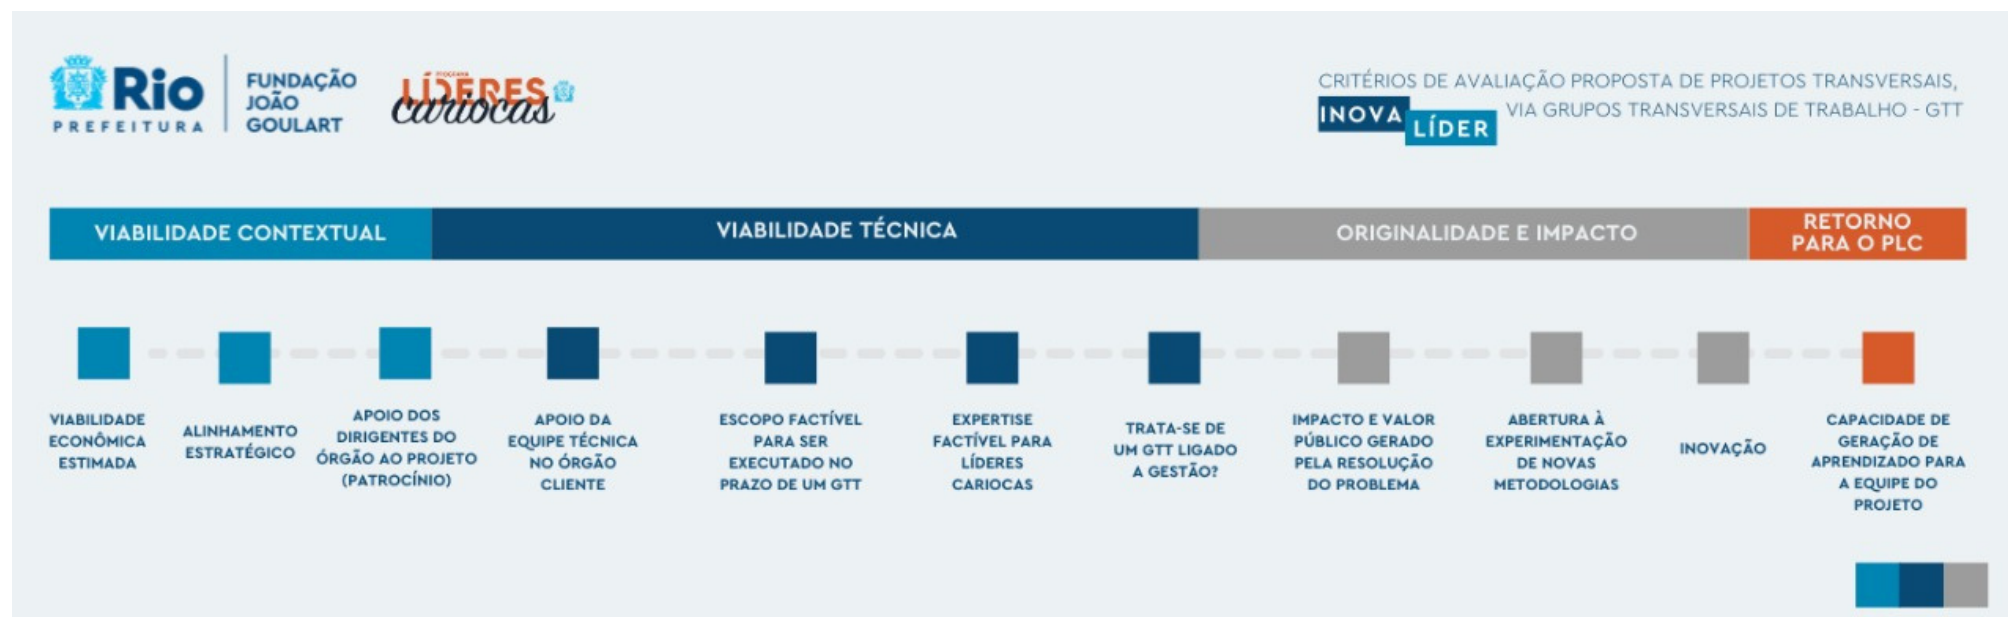 Rio
PREFEITURA
FUNDAÇÃO
JOÃO
GOULART
PROGRAMA
LÍDERES
cariocas
CRITÉRIOS DE AVALIAÇÃO PROPOSTA DE PROJETOS TRANSVERSAIS,
INOVA
LÍDER
VIA GRUPOS TRANSVERSAIS DE TRABALHO - GTT
VIABILIDADE CONTEXTUAL
VIABILIDADE TÉCNICA
ORIGINALIDADE E IMPACTO
RETORNO
PARA O PLC
VIABILIDADE
ECONÔMICA
ESTIMADA
ALINHAMENTO
ESTRATÉGICO
APOIO DOS
DIRIGENTES DO
ÓRGÃO AO PROJETO
(PATROCÍNIO)
APOIO DA
EQUIPE TÉCNICA
NO ÓRGÃO
CLIENTE
ESCOPO FACTÍVEL
PARA SER
EXECUTADO NO
PRAZO DE UM GTT
EXPERTISE
FACTÍVEL PARA
LÍDERES
CARIOCAS
TRATA-SE DE
UM GTT LIGADO
A GESTÃO?
IMPACTO E VALOR
PÚBLICO GERADO
PELA RESOLUÇÃO
DO PROBLEMA
ABERTURA À
EXPERIMENTAÇÃO
DE NOVAS
METODOLOGIAS
INOVAÇÃO
CAPACIDADE DE
GERAÇÃO DE
APRENDIZADO PARA
A EQUIPE DO
PROJETO